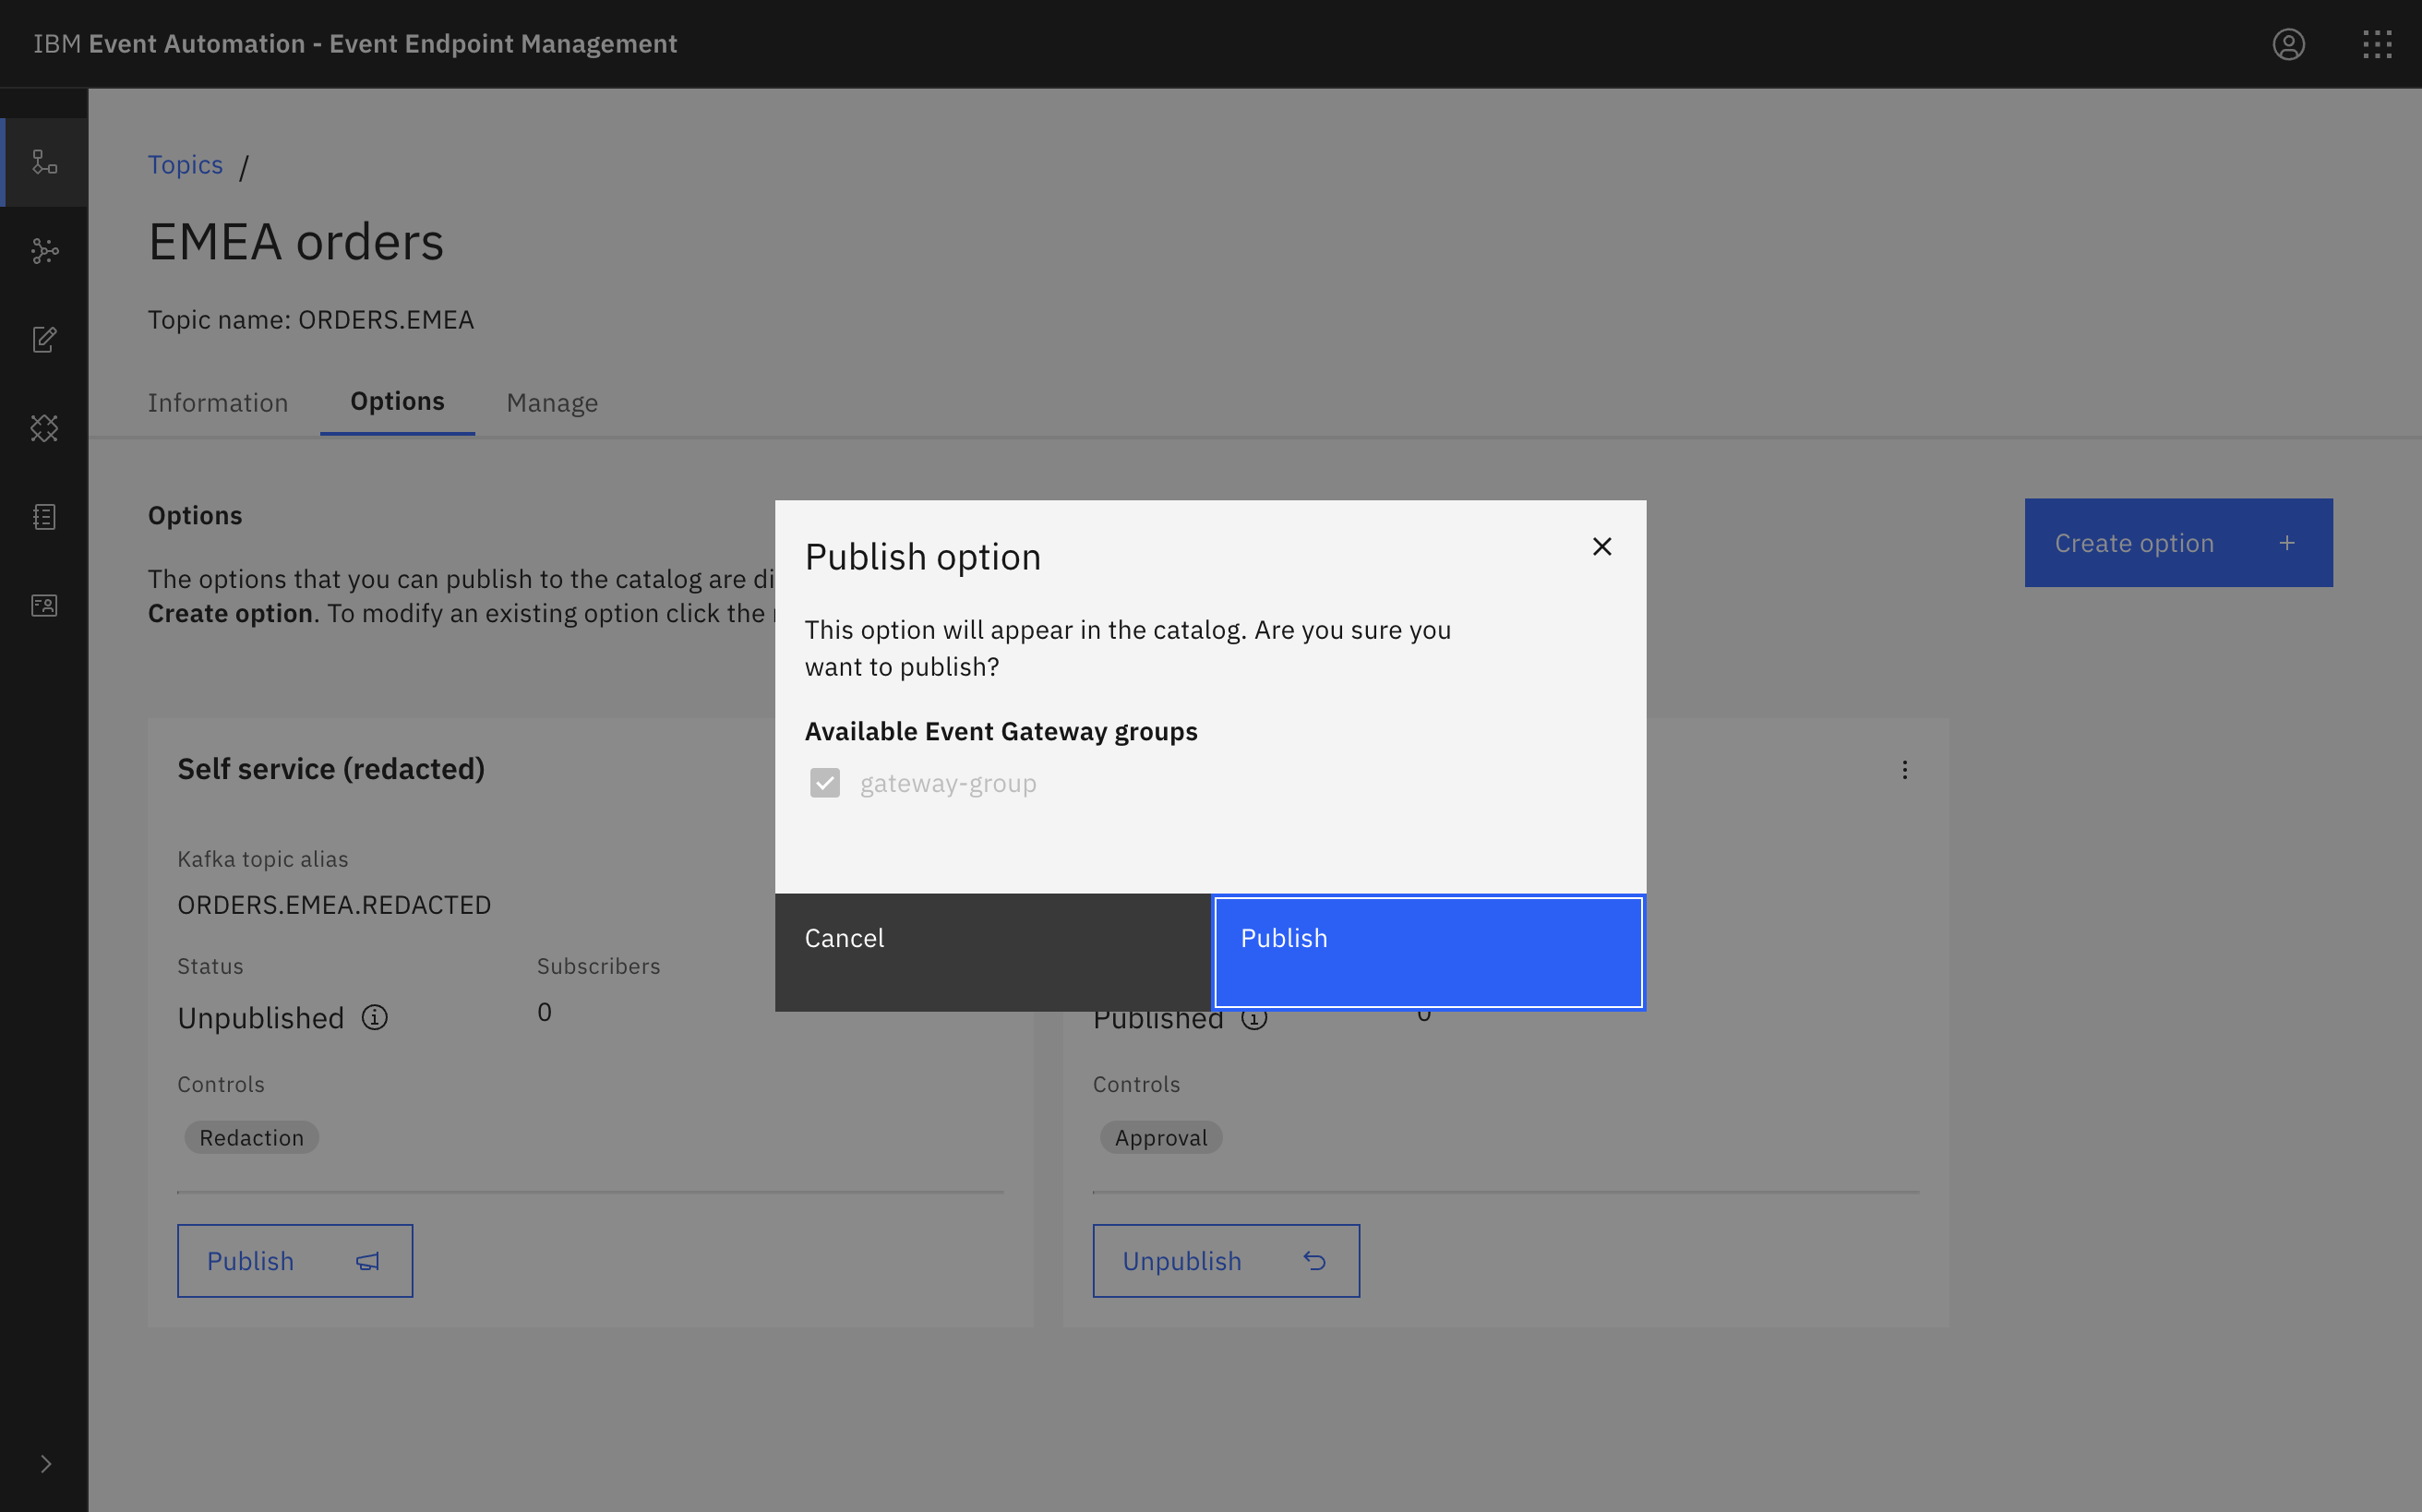 IBM Event Automation - Event Endpoint Management
Topics /
EMEA orders
Topic name: ORDERS.EMEA
Information
Options
Manage
Options
The options that you can publish to the catalog are
Create option. To modify an existing option click the
Create option +
Publish option
This option will appear in the catalog. Are you sure you
want to publish?
Available Event Gateway groups
gateway-group
Cancel
Publish
Self service (redacted)
Kafka topic alias
ORDERS.EMEA.REDACTED
Status
Subscribers
Unpublished
0
Controls
Redaction
Publish
Published
0
Controls
Approval
Unpublish